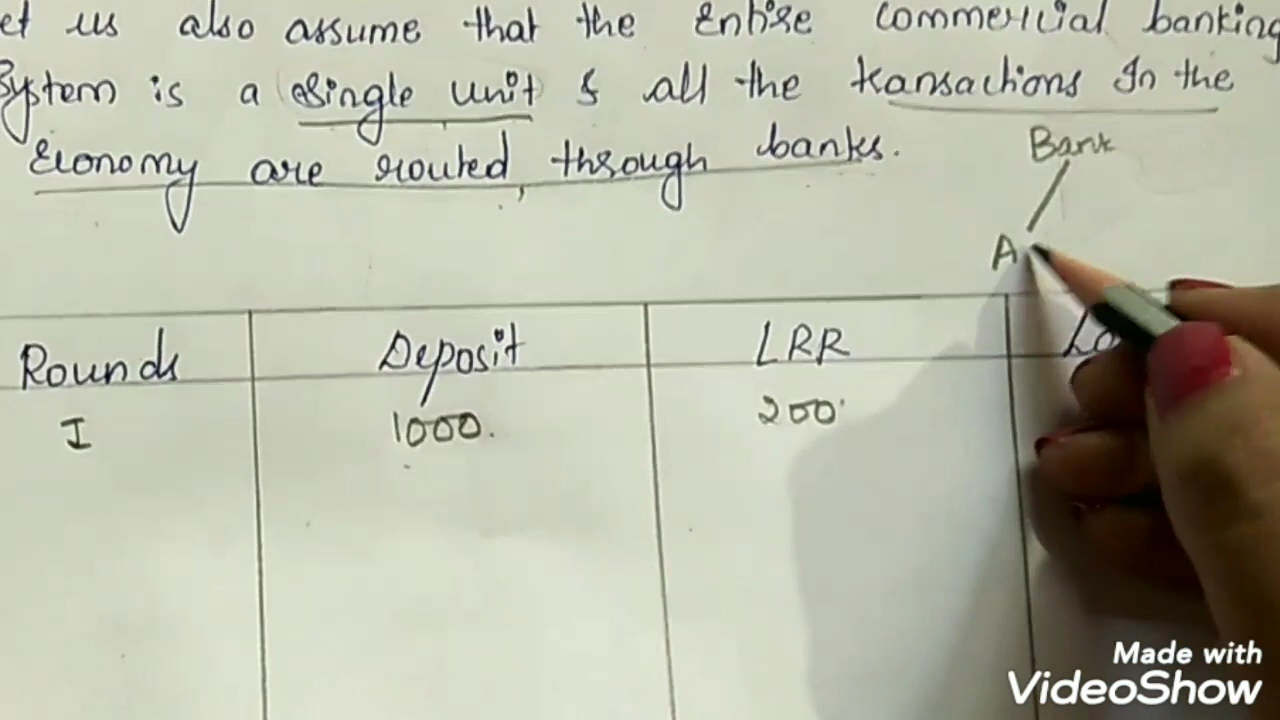 et us also assume that the entire commercial banking
System is a single unit & all the transactions In the
Economy are routed through banks.
Bank
A
Rounds Deposit LRR Lo
I 1000. 200
Made with
VideoShow